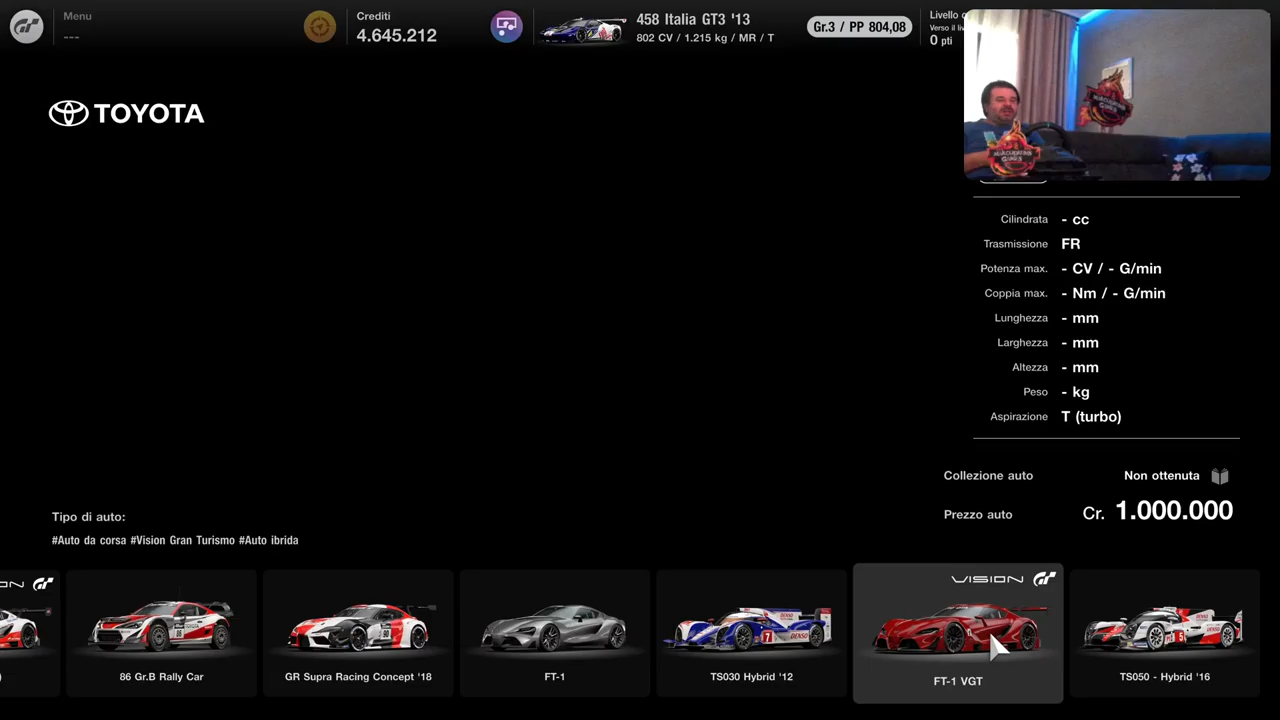 Menu
---
Crediti
4.645.212
458 Italia GT3 '13
802 CV / 1.215 kg / MR / T
Gr.3 / PP 804,08
Livello
Verso il
0 pti
TOYOTA
Cilindrata - cc
Trasmissione FR
Potenza max. - CV / - G/min
Coppia max. - Nm / - G/min
Lunghezza - mm
Larghezza - mm
Altezza - mm
Peso - kg
Aspirazione T (turbo)
Collezione auto Non ottenuta
Prezzo auto Cr. 1.000.000
Tipo di auto:
#Auto da corsa #Vision Gran Turismo #Auto ibrida
VISION
86 Gr.B Rally Car
GR Supra Racing Concept '18
FT-1
TS030 Hybrid '12
FT-1 VGT
TS050 - Hybrid '16